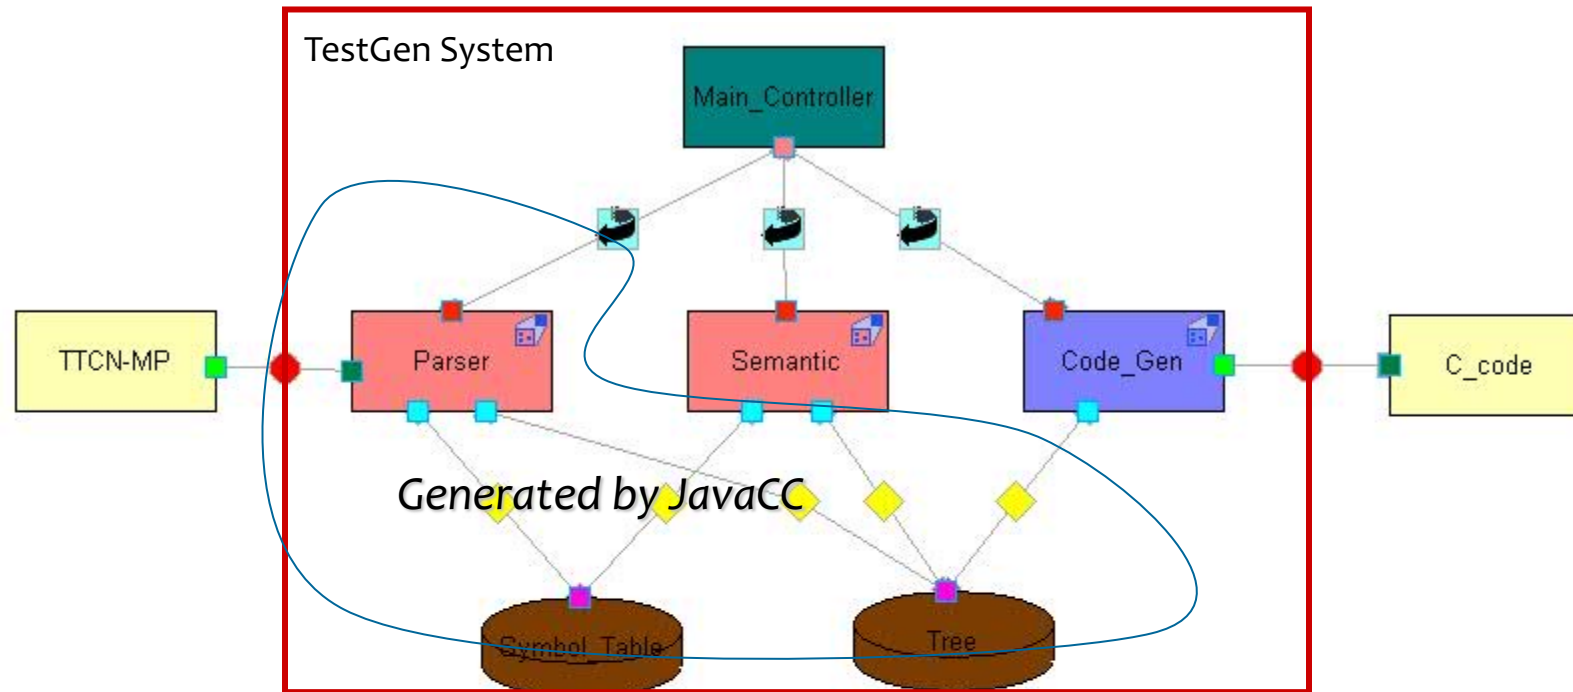 TestGen System
Main_Controller
TTCN-MP
Parser
Semantic
Code_Gen
C_code
Generated by JavaCC
Symbol_Table
Tree